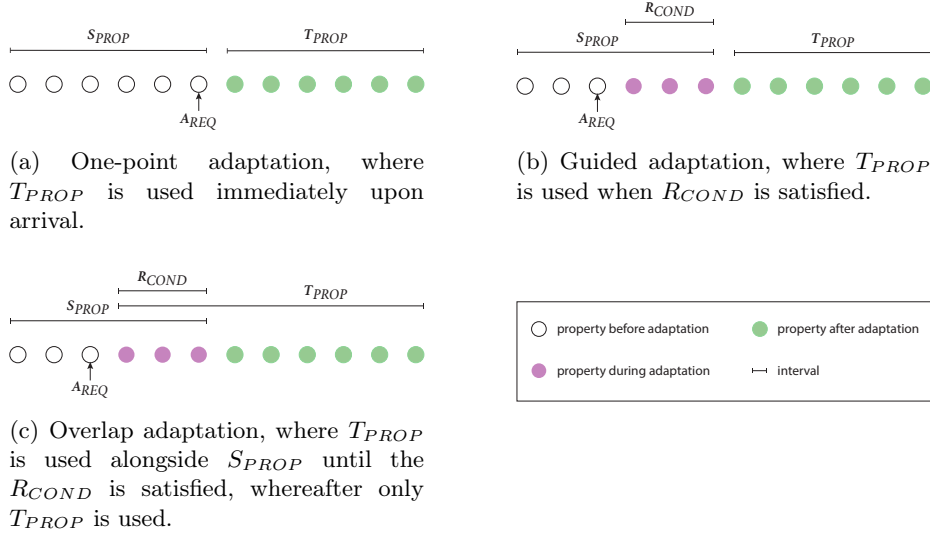 S_PROP T_PROP
A_REQ
(a) One-point adaptation, where
T_PROP is used immediately upon
arrival.
R_COND
S_PROP T_PROP
A_REQ
(b) Guided adaptation, where T_PROP
is used when R_COND is satisfied.
R_COND
S_PROP T_PROP
A_REQ
(c) Overlap adaptation, where T_PROP
is used alongside S_PROP until the
R_COND is satisfied, whereafter only
T_PROP is used.
property before adaptation property after adaptation
property during adaptation interval